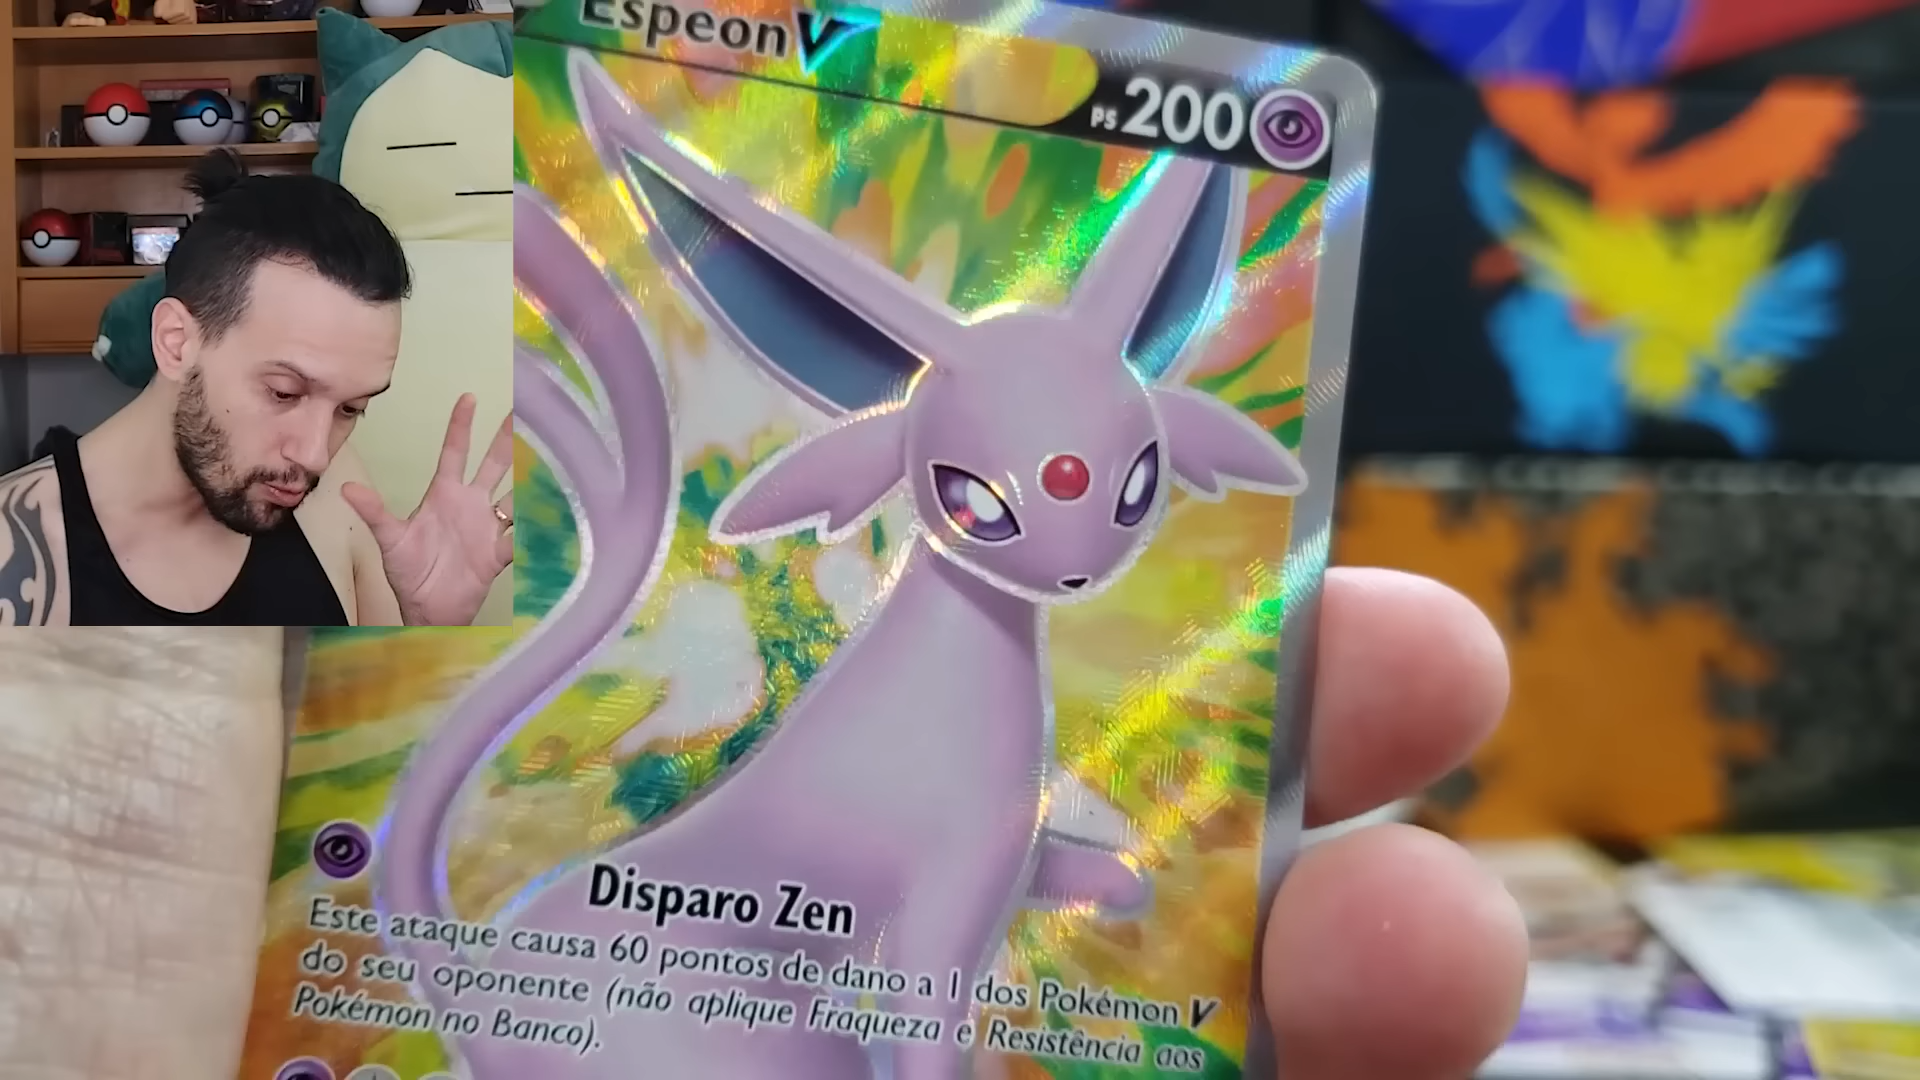 Espeon V
PS 200
Disparo Zen
Este ataque causa 60 pontos de dano a 1 dos Pokémon V
do seu oponente (não aplique Fraqueza e Resistência aos
Pokémon no Banco).